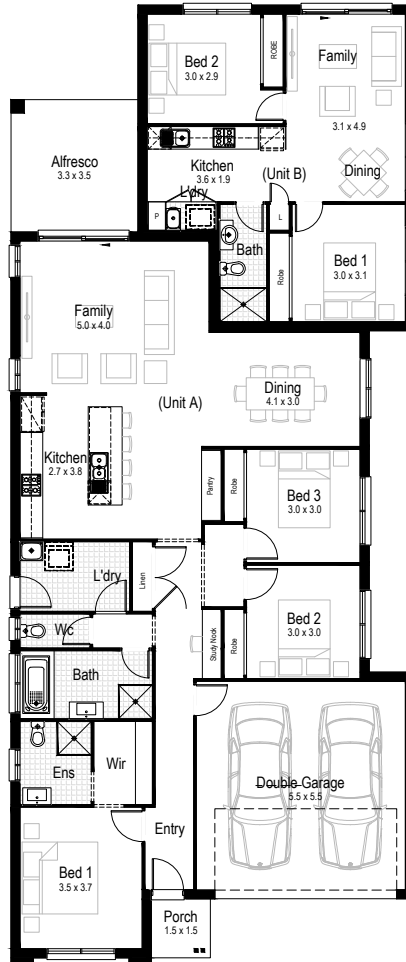 Bed 2
3.0 x 2.9
ROBE
Family
3.1 x 4.9
Alfresco
3.3 x 3.5
Kitchen
3.6 x 1.9
(Unit B)
Dining
L'dry
P
L
Bath
Robe
Bed 1
3.0 x 3.1
Family
5.0 x 4.0
(Unit A)
Dining
4.1 x 3.0
Kitchen
2.7 x 3.8
Pantry
Robe
Bed 3
3.0 x 3.0
L'dry
Linen
Wc
Study Nook
Robe
Bed 2
3.0 x 3.0
Bath
Ens
Wir
Double Garage
5.5 x 5.5
Entry
Bed 1
3.5 x 3.7
Porch
1.5 x 1.5